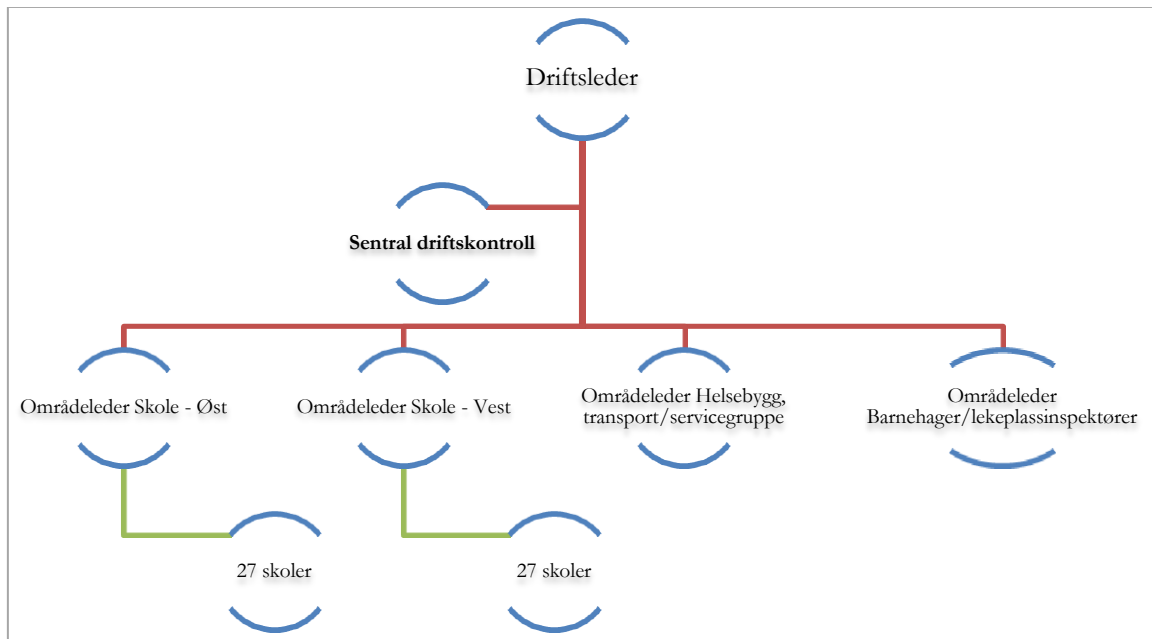 Driftsleder
Sentral driftskontroll
Områdeleder Skole - Øst
Områdeleder Skole - Vest
Områdeleder Helsebygg,
transport/servicegruppe
Områdeleder
Barnehager/lekeplassinspektører
27 skoler
27 skoler